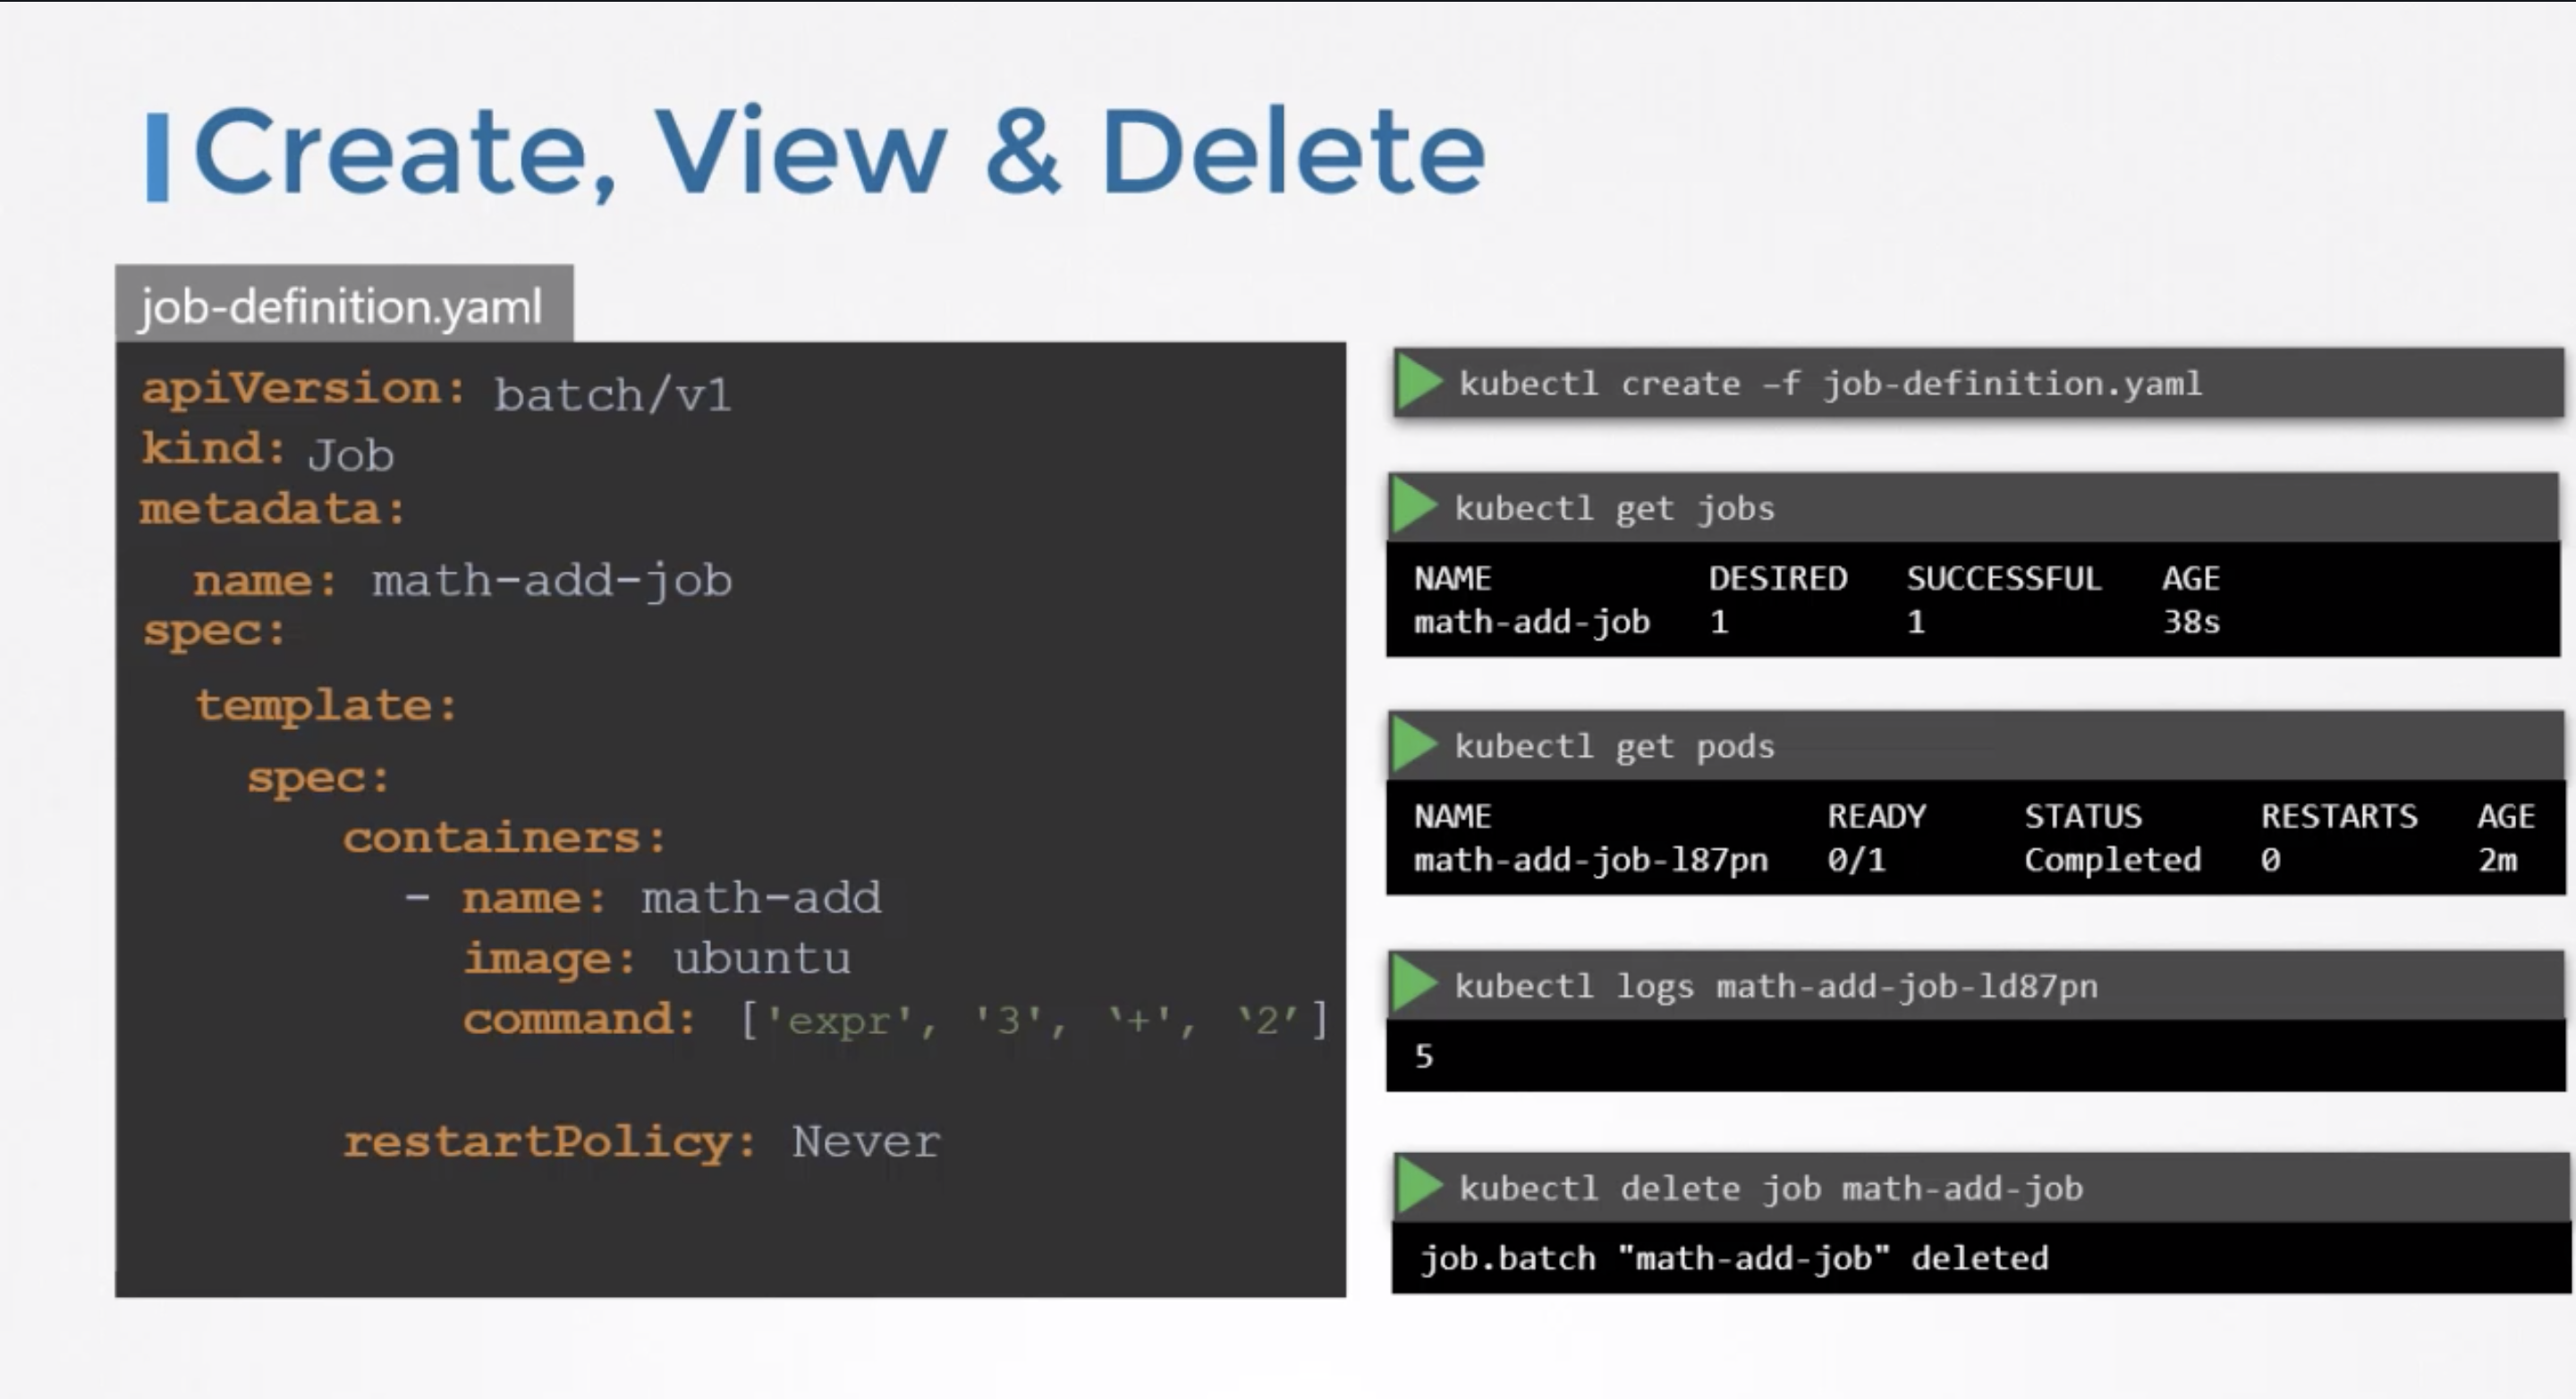 Create, View & Delete
job-definition.yaml
apiVersion: batch/v1
kind: Job
metadata:
name: math-add-job
spec:
template:
spec:
containers:
- name: math-add
image: ubuntu
command: ['expr', '3', ‘+', ‘2’]
restartPolicy: Never
kubectl create –f job-definition.yaml
kubectl get jobs
NAME DESIRED SUCCESSFUL AGE
math-add-job 1 1 38s
kubectl get pods
NAME READY STATUS RESTARTS AGE
math-add-job-l87pn 0/1 Completed 0 2m
kubectl logs math-add-job-ld87pn
5
kubectl delete job math-add-job
job.batch "math-add-job" deleted